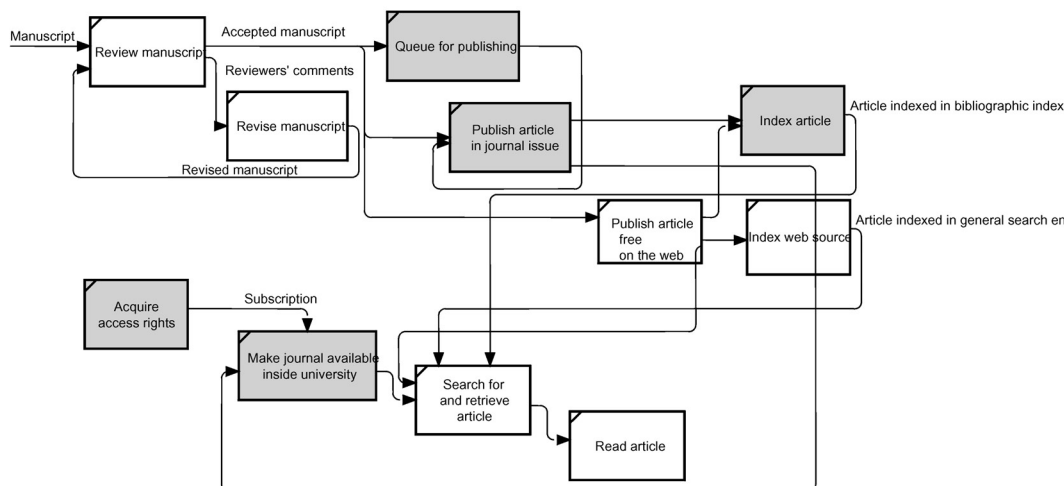 Manuscript
Review manuscript
Accepted manuscript
Queue for publishing
Reviewers' comments
Revise manuscript
Revised manuscript
Publish article
in journal issue
Index article
Article indexed in bibliographic index
Publish article
free
on the web
Index web source
Article indexed in general search en
Acquire
access rights
Subscription
Make journal available
inside university
Search for
and retrieve
article
Read article